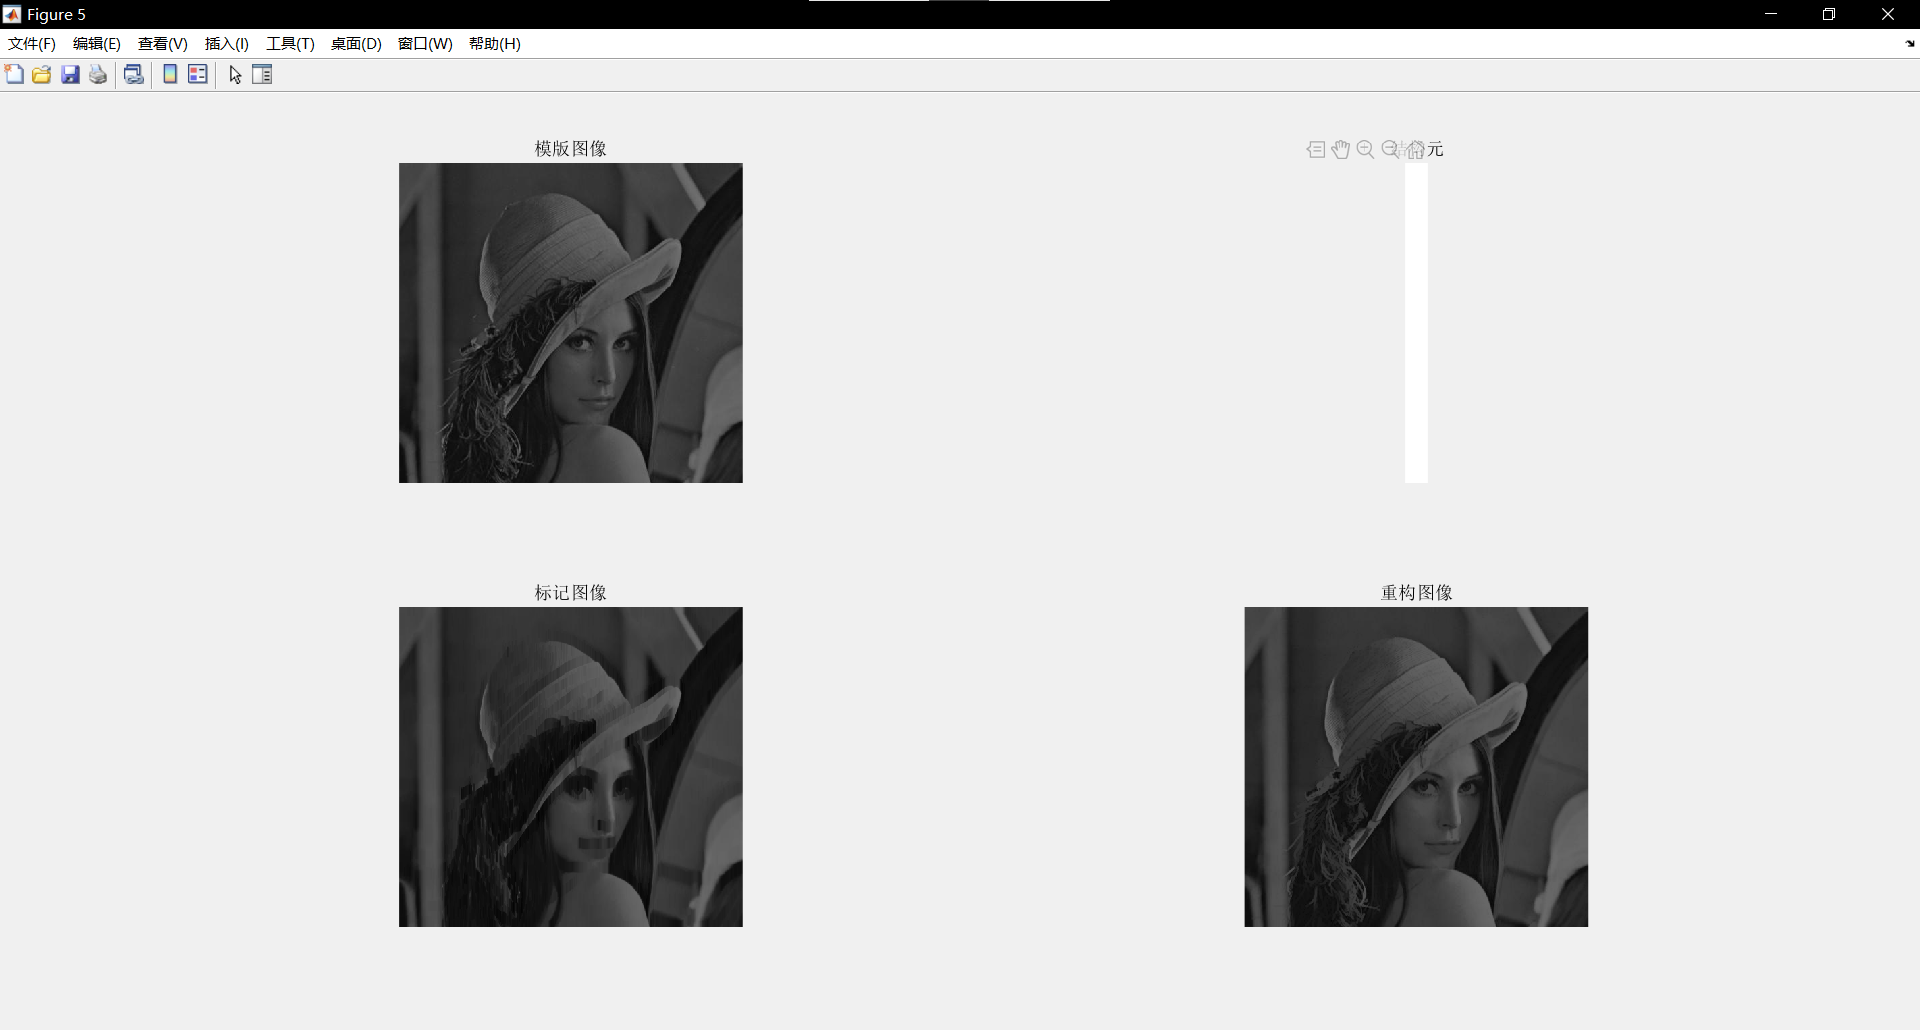 Figure 5
文件(F) 编辑(E) 查看(V) 插入(I) 工具(T) 桌面(D) 窗口(W) 帮助(H)
模版图像
元
标记图像
重构图像